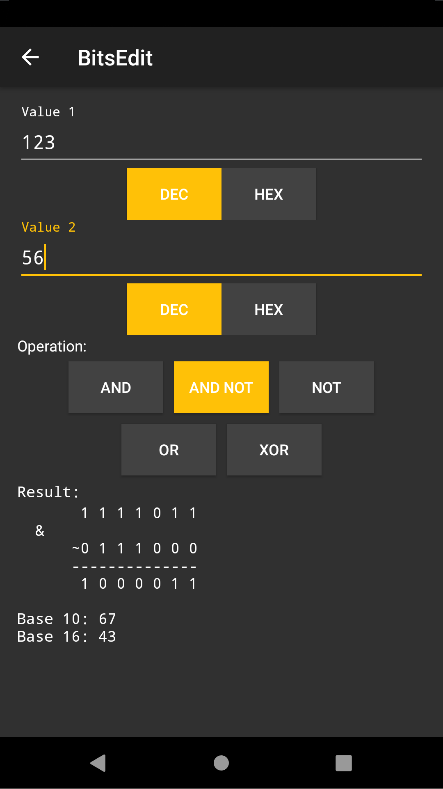 BitsEdit
Value 1
123
DEC HEX
Value 2
56
DEC HEX
Operation:
AND AND NOT NOT
OR XOR
Result:
1 1 1 1 0 1 1
&
~0 1 1 1 0 0 0
--------------
1 0 0 0 0 1 1
Base 10: 67
Base 16: 43